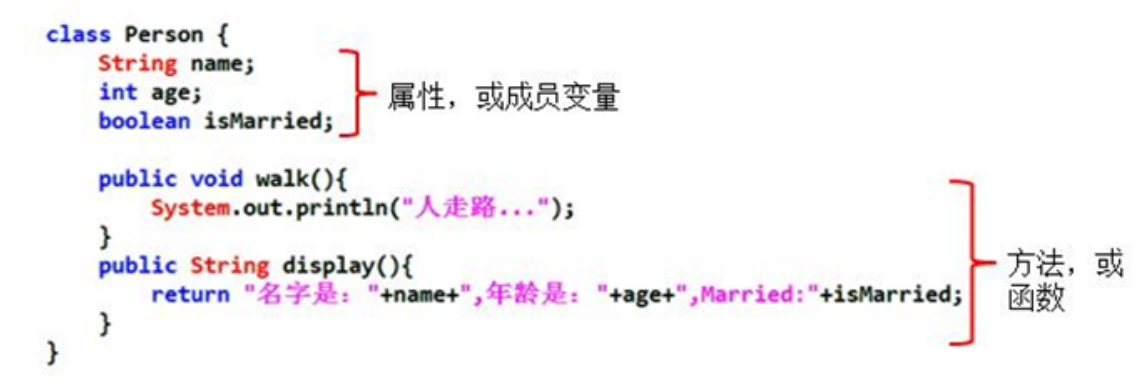 class Person {
String name;
int age;
boolean isMarried;
属性，或成员变量
public void walk(){
System.out.println("人走路...");
}
public String display(){
return "名字是："+name+",年龄是："+age+",Married:"+isMarried;
}
}
方法，或
函数